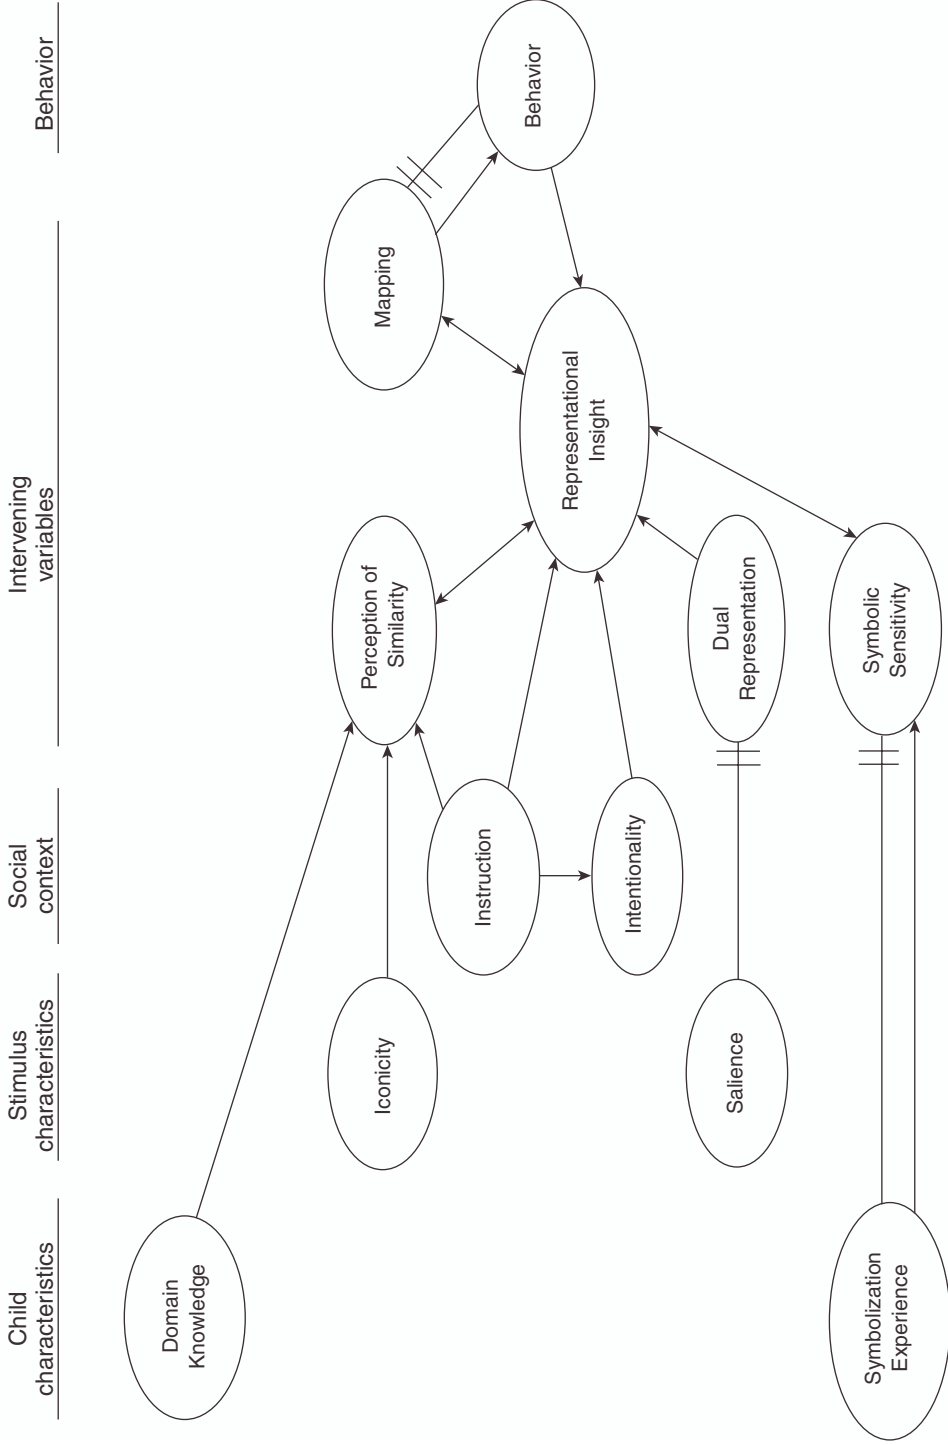 Child
characteristics
Stimulus
characteristics
Social
context
Intervening
variables
Behavior
Domain
Knowledge
Iconicity
Instruction
Perception of
Similarity
Mapping
Behavior
Intentionality
Representational
Insight
Salience
Dual
Representation
Symbolization
Experience
Symbolic
Sensitivity